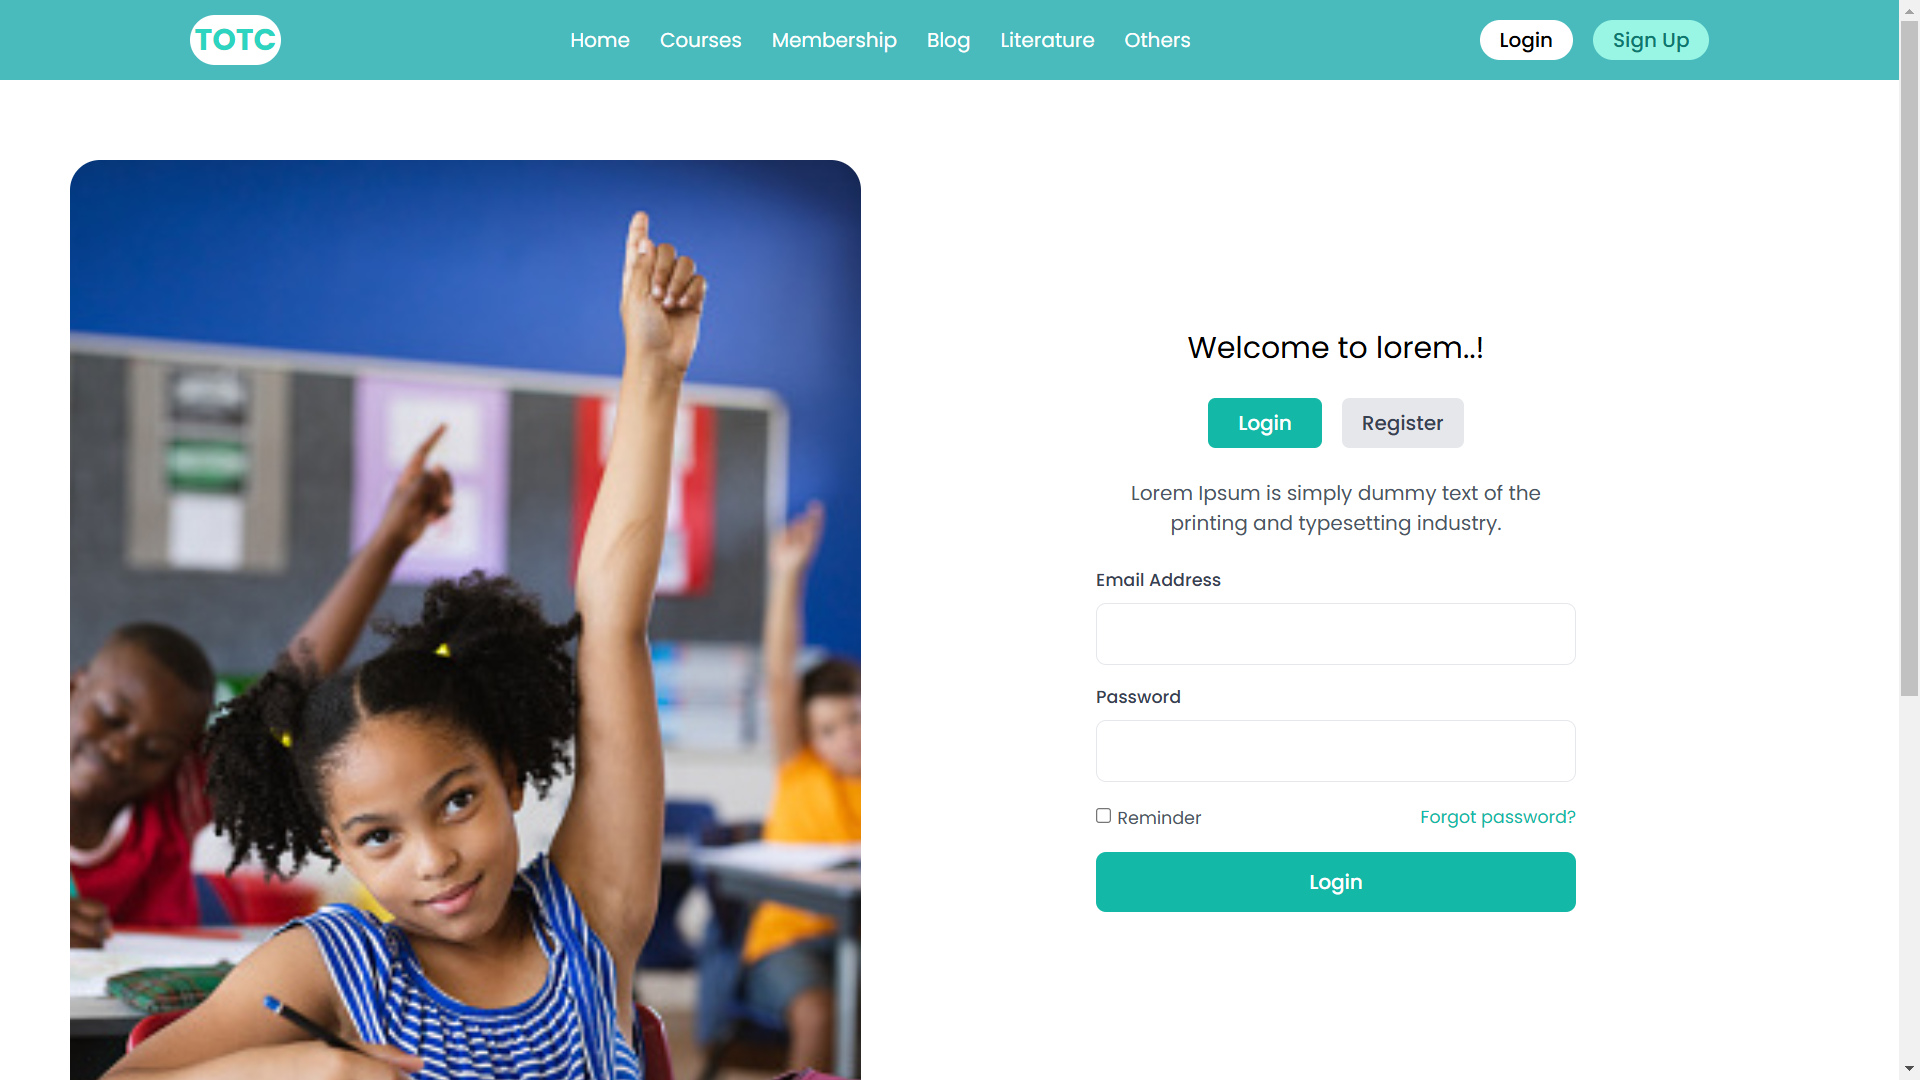 TOTC
Home Courses Membership Blog Literature Others
Login Sign Up
Welcome to lorem..!
Login Register
Lorem Ipsum is simply dummy text of the
printing and typesetting industry.
Email Address
Password
Reminder Forgot password?
Login